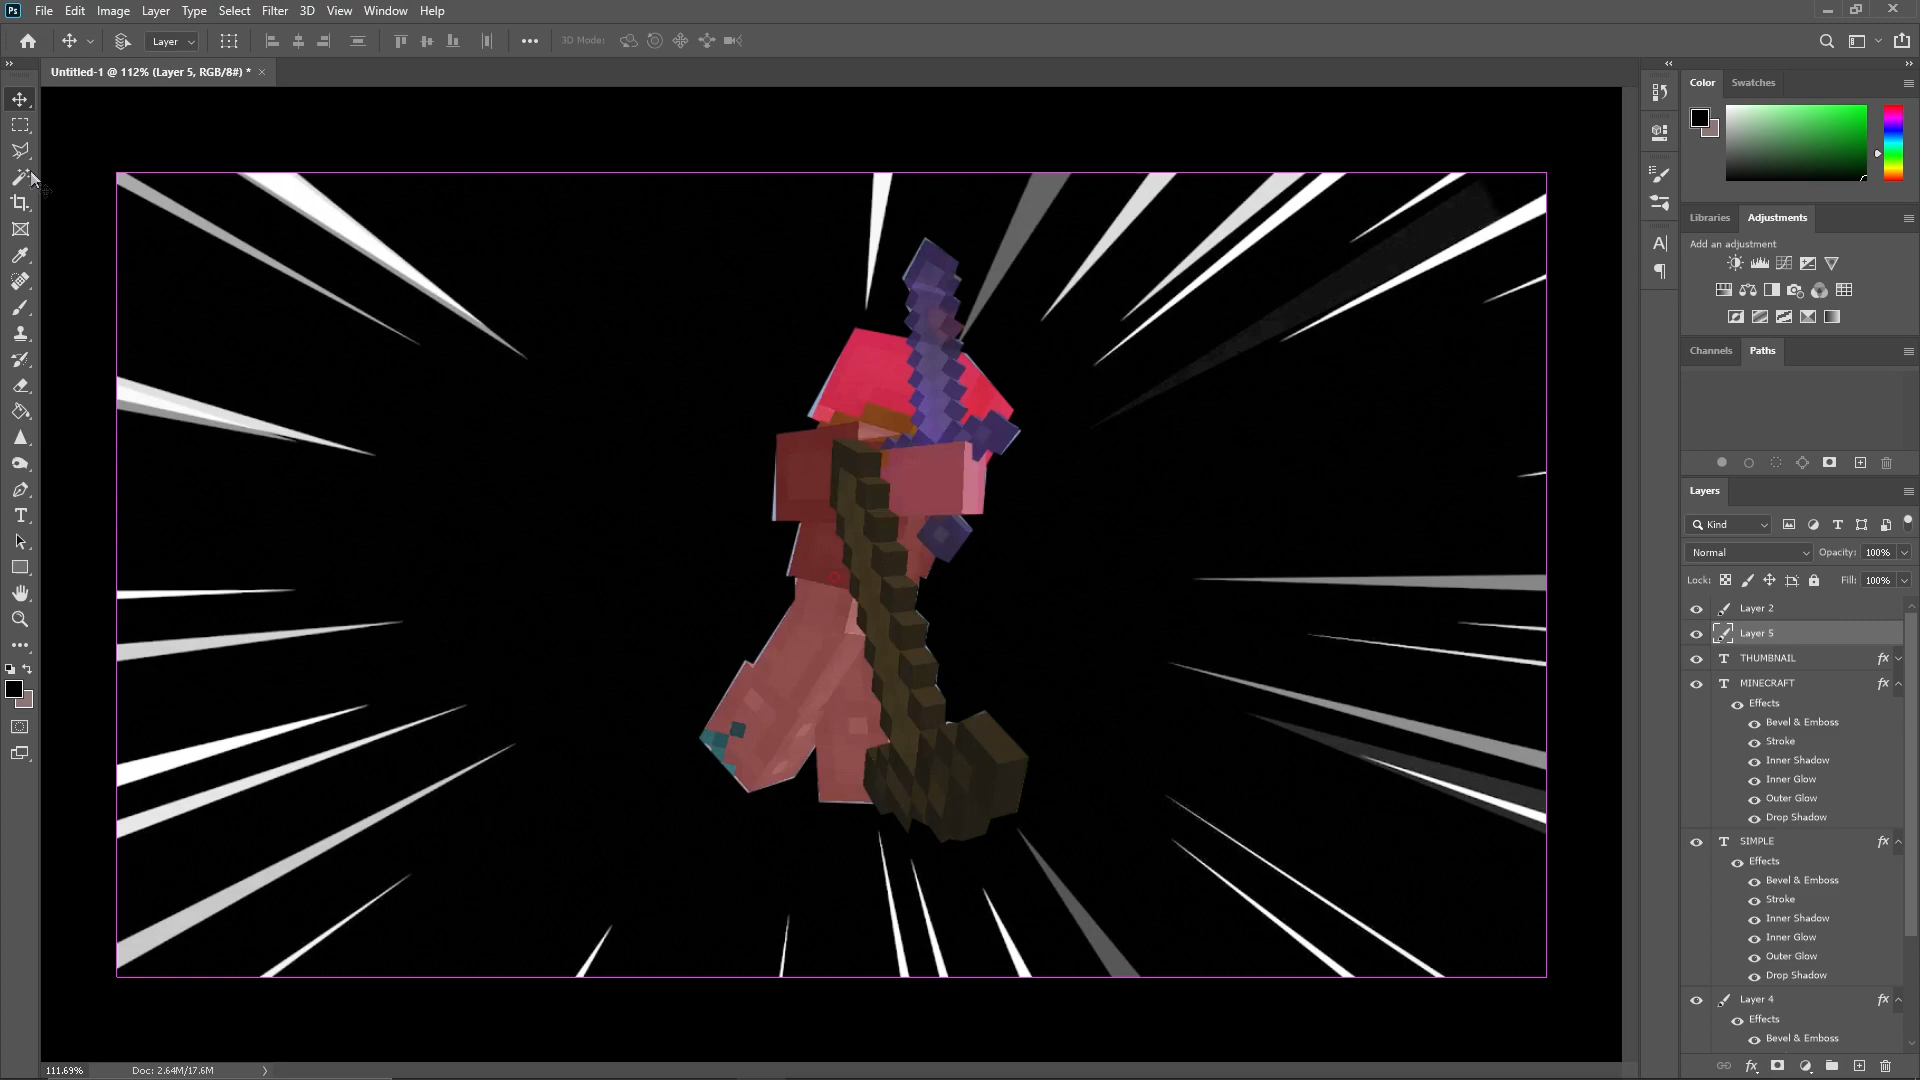 Ps File Edit Image Layer Type Select Filter 3D View Window Help
Layer 3D Mode:
Untitled-1 @ 112% (Layer 5, RGB/8#) * ×
Color Swatches
Libraries Adjustments
Add an adjustment
Channels Paths
Layers
Kind
Normal Opacity: 100%
Lock: Fill: 100%
Layer 2
Layer 5
THUMBNAIL fx
MINECRAFT fx
Effects
Bevel & Emboss
Stroke
Inner Shadow
Inner Glow
Outer Glow
Drop Shadow
SIMPLE fx
Effects
Bevel & Emboss
Stroke
Inner Shadow
Inner Glow
Outer Glow
Drop Shadow
Layer 4 fx
Effects
Bevel & Emboss
111.69% Doc: 2.64M/17.6M